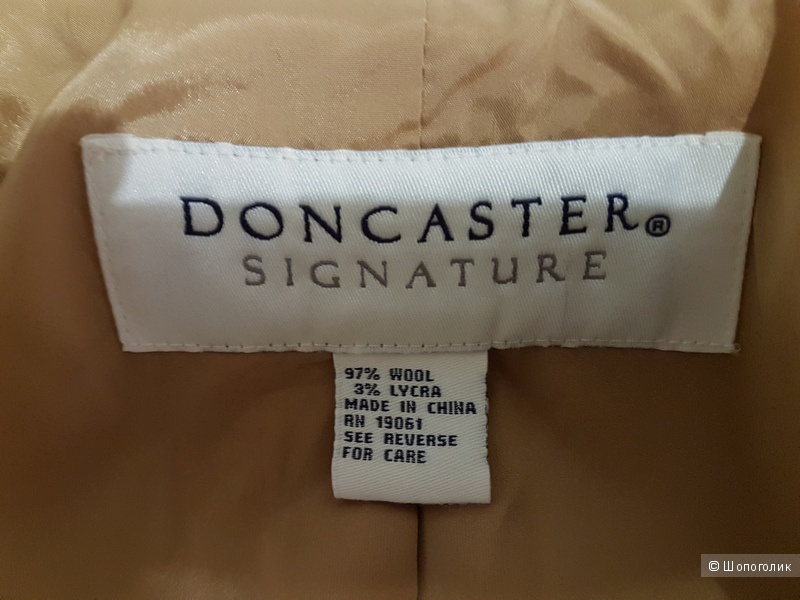 DONCASTER®
SIGNATURE
97% WOOL
3% LYCRA
MADE IN CHINA
RN 19061
SEE REVERSE
FOR CARE
© Шопоголик